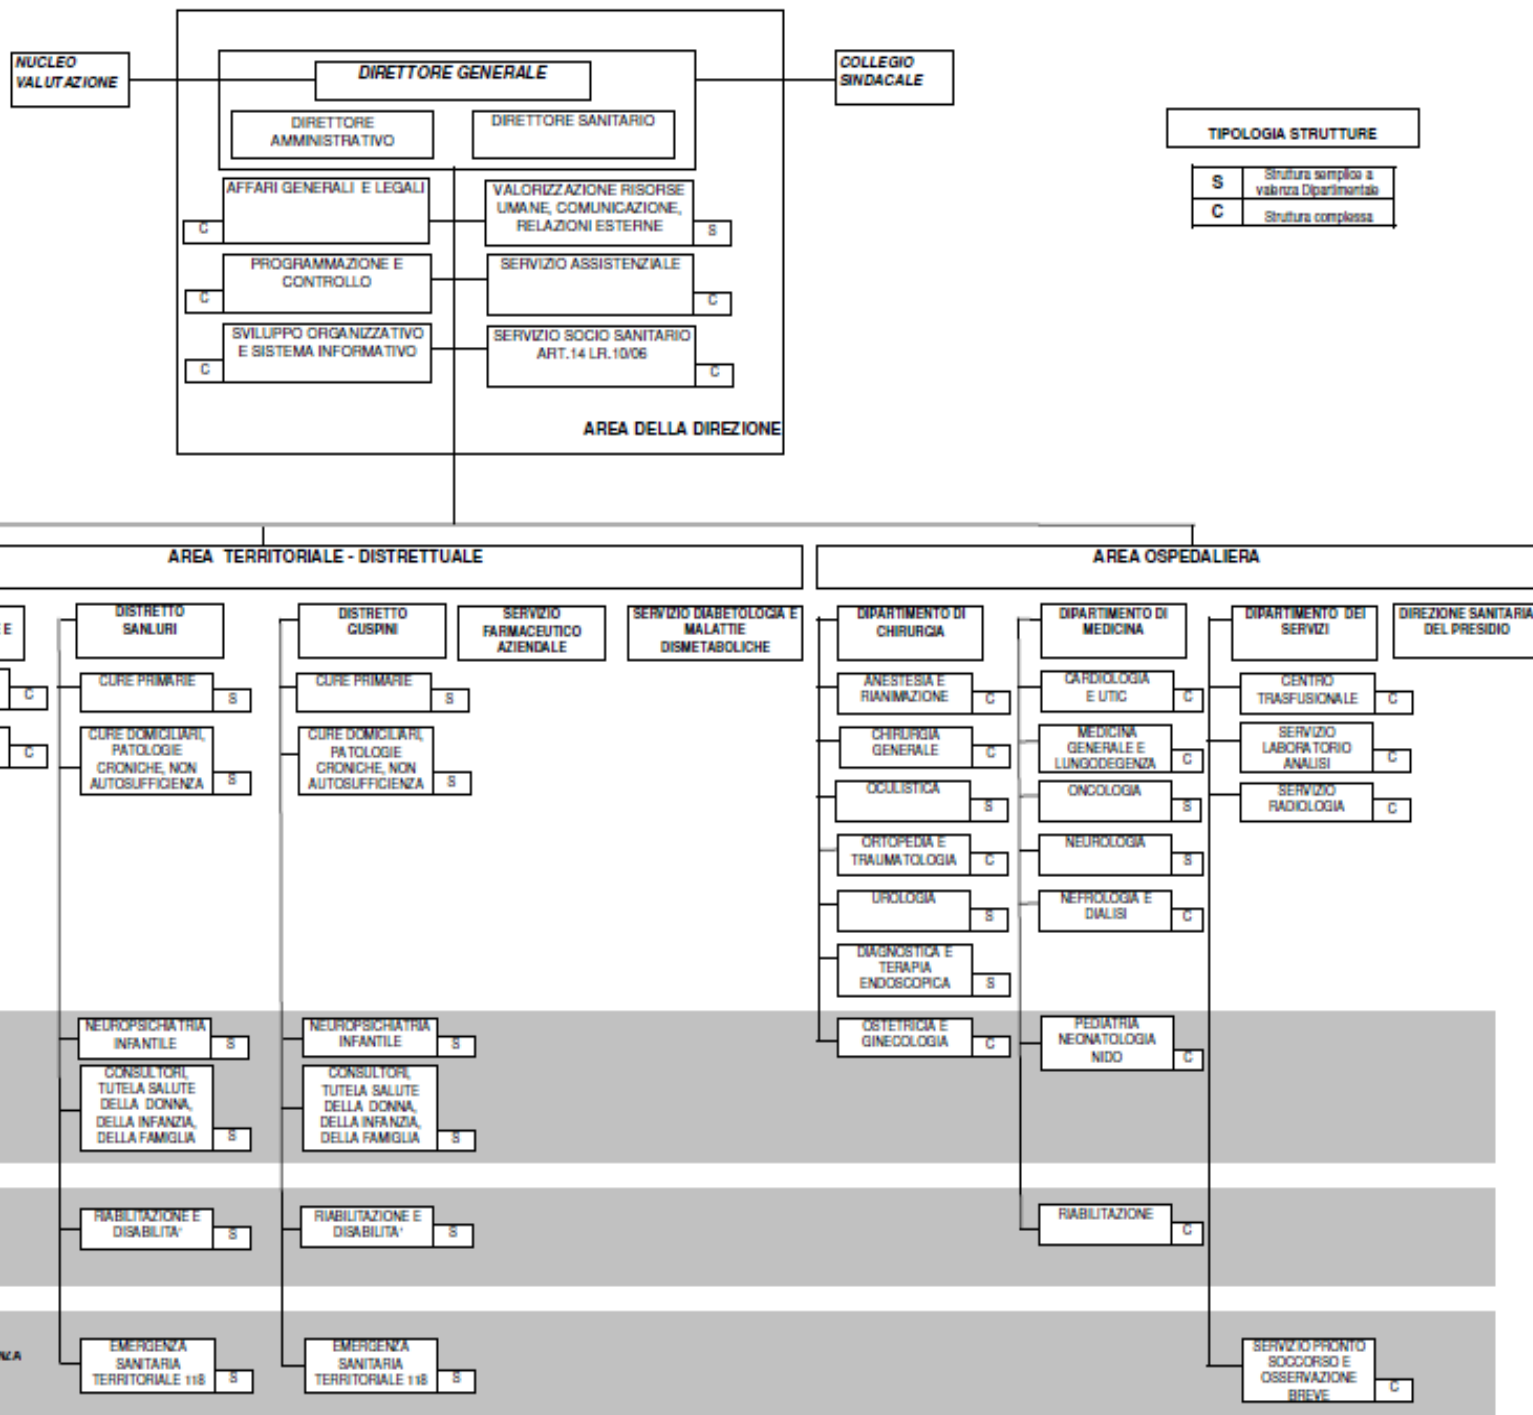 NUCLEO
VALUTAZIONE
DIRETTORE GENERALE
COLLEGIO
SINDACALE
DIRETTORE
AMMINISTRATIVO
DIRETTORE SANITARIO
TIPOLOGIA STRUTTURE
S
Struttura semplice a
valenza Dipartimentale
C
Struttura complessa
AFFARI GENERALI E LEGALI
C
VALORIZZAZIONE RISORSE
UMANE, COMUNICAZIONE,
RELAZIONI ESTERNE
S
PROGRAMMAZIONE E
CONTROLLO
C
SERVIZIO ASSISTENZIALE
C
SVILUPPO ORGANIZZATIVO
E SISTEMA INFORMATIVO
C
SERVIZIO SOCIO SANITARIO
ART.14 LR.10/06
C
AREA DELLA DIREZIONE
AREA TERRITORIALE - DISTRETTUALE
AREA OSPEDALIERA
E
C
C
DISTRETTO
SANLURI
CURE PRIMARIE
S
CURE DOMICILIARI,
PATOLOGIE
CRONICHE, NON
AUTOSUFFICIENZA
S
NEUROPSICHIATRIA
INFANTILE
S
CONSULTORI,
TUTELA SALUTE
DELLA DONNA,
DELLA INFANZIA,
DELLA FAMIGLIA
S
RIABILITAZIONE E
DISABILITA'
S
EMERGENZA
SANITARIA
TERRITORIALE 118
S
DISTRETTO
GUSPINI
CURE PRIMARIE
S
CURE DOMICILIARI,
PATOLOGIE
CRONICHE, NON
AUTOSUFFICIENZA
S
NEUROPSICHIATRIA
INFANTILE
S
CONSULTORI,
TUTELA SALUTE
DELLA DONNA,
DELLA INFANZIA,
DELLA FAMIGLIA
S
RIABILITAZIONE E
DISABILITA'
S
EMERGENZA
SANITARIA
TERRITORIALE 118
S
SERVIZIO
FARMACEUTICO
AZIENDALE
SERVIZIO DIABETOLOGIA E
MALATTIE
DISMETABOLICHE
DIPARTIMENTO DI
CHIRURGIA
ANESTESIA E
RIANIMAZIONE
C
CHIRURGIA
GENERALE
C
OCULISTICA
S
ORTOPEDIA E
TRAUMATOLOGIA
C
UROLOGIA
S
DIAGNOSTICA E
TERAPIA
ENDOSCOPICA
S
OSTETRICIA E
GINECOLOGIA
C
DIPARTIMENTO DI
MEDICINA
CARDIOLOGIA
E UTIC
C
MEDICINA
GENERALE E
LUNGODEGENZA
C
ONCOLOGIA
S
NEUROLOGIA
S
NEFROLOGIA E
DIALISI
C
PEDIATRIA
NEONATOLOGIA
NIDO
C
RIABILITAZIONE
C
DIPARTIMENTO DEI
SERVIZI
CENTRO
TRASFUSIONALE
C
SERVIZIO
LABORATORIO
ANALISI
C
SERVIZIO
RADIOLOGIA
C
SERVIZIO PRONTO
SOCCORSO E
OSSERVAZIONE
BREVE
C
DIREZIONE SANITARIA
DEL PRESIDIO